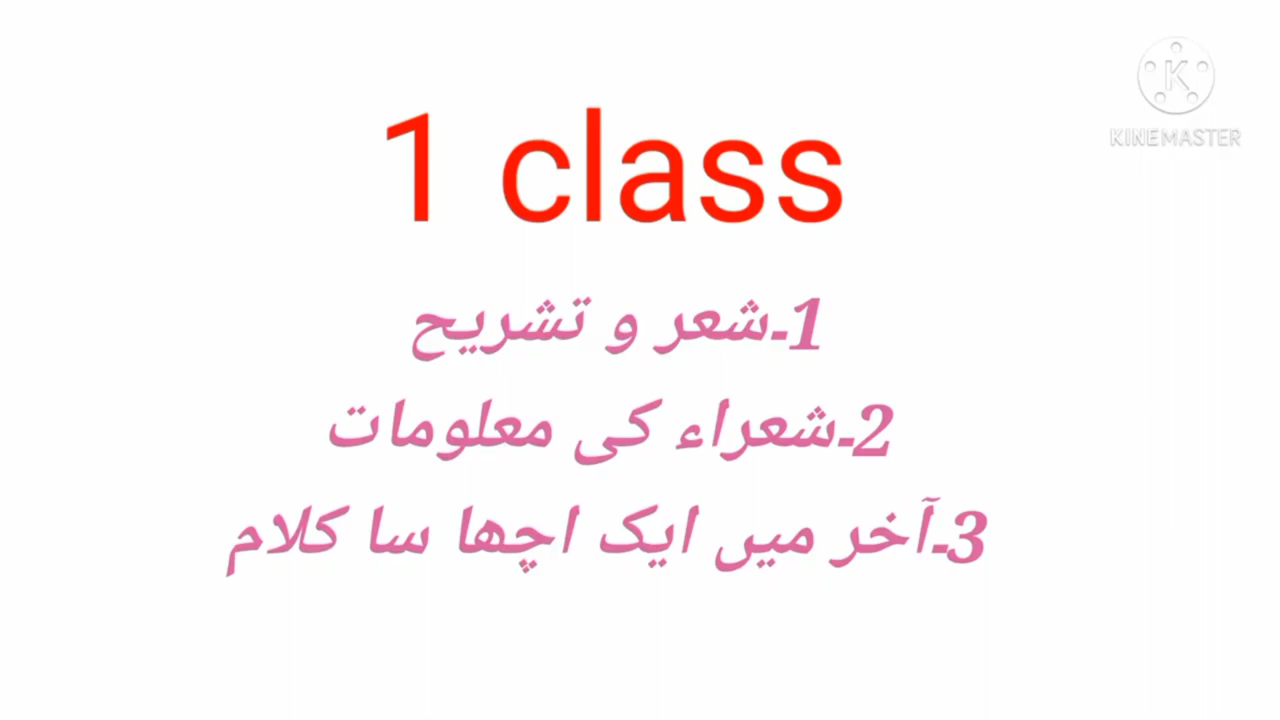 1 class
KINEMASTER
1۔شعر و تشریح
2۔شعراء کی معلومات
3۔آخر میں ایک اچھا سا کلام